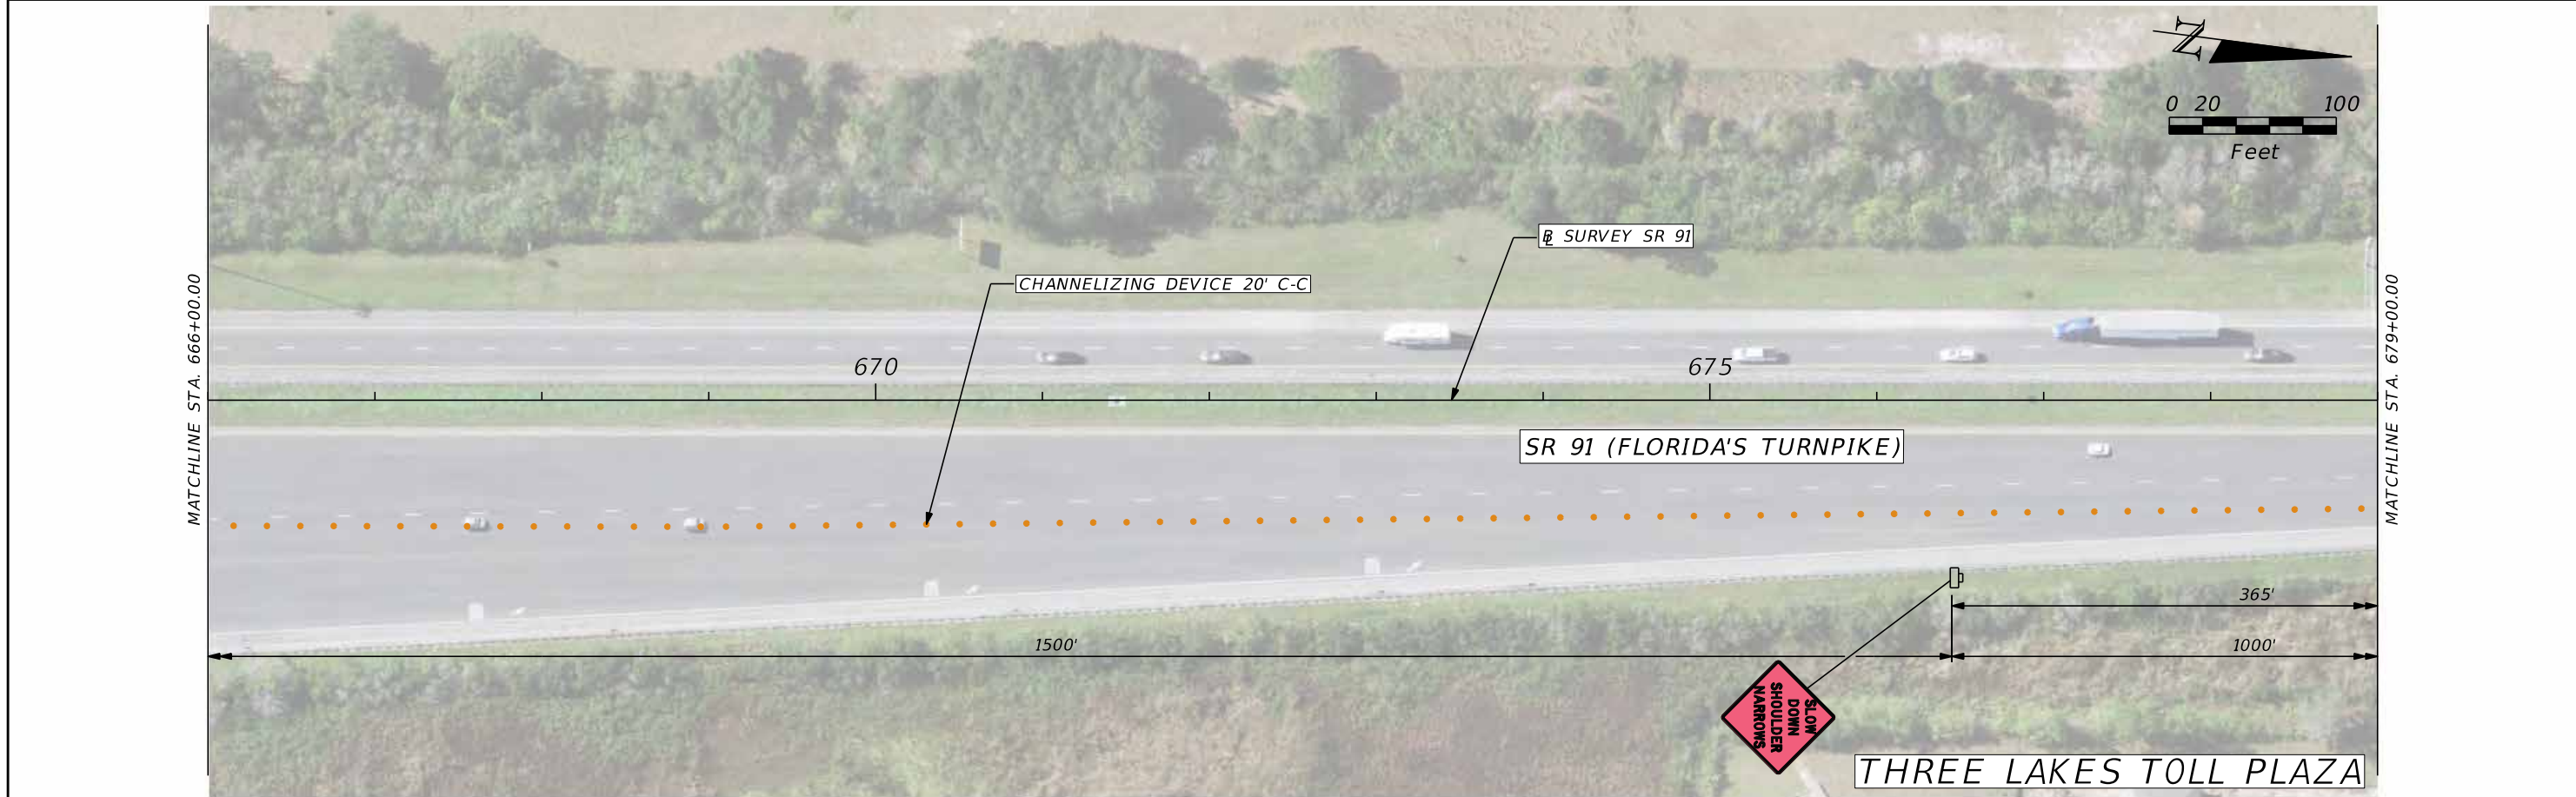 N
0 20 100
Feet
BL SURVEY SR 91
CHANNELIZING DEVICE 20' C-C
670
675
MATCHLINE STA. 666+00.00
MATCHLINE STA. 679+00.00
SR 91 (FLORIDA'S TURNPIKE)
365'
1500'
1000'
SLOW
DOWN
SHOULDER
NARROWS
THREE LAKES TOLL PLAZA